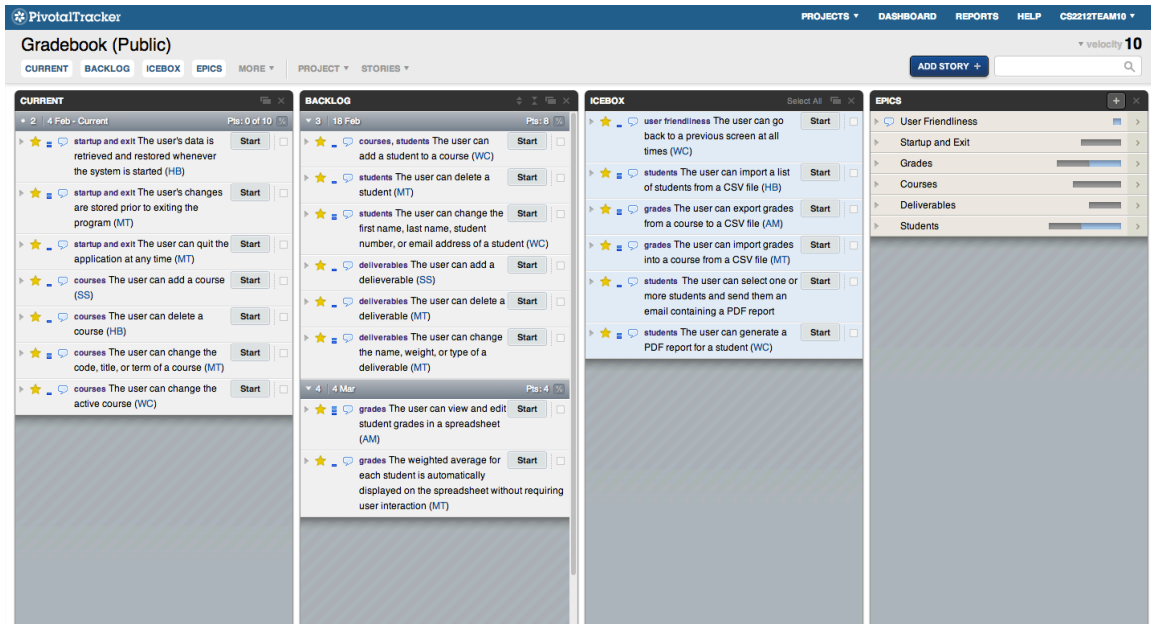 PivotalTracker
PROJECTS DASHBOARD REPORTS HELP CS2212TEAM10
Gradebook (Public)
velocity 10
CURRENT BACKLOG ICEBOX EPICS MORE PROJECT STORIES
ADD STORY +
CURRENT
2 4 Feb - Current Pts: 0 of 10 %
startup and exit The user's data is Start
retrieved and restored whenever
the system is started (HB)
startup and exit The user's changes Start
are stored prior to exiting the
program (MT)
startup and exit The user can quit the Start
application at any time (MT)
courses The user can add a course Start
(SS)
courses The user can delete a Start
course (HB)
courses The user can change the Start
code, title, or term of a course (MT)
courses The user can change the Start
active course (WC)
BACKLOG
3 18 Feb Pts: 8 %
courses, students The user can Start
add a student to a course (WC)
students The user can delete a Start
student (MT)
students The user can change the Start
first name, last name, student
number, or email address of a student (WC)
deliverables The user can add a Start
delieverable (SS)
deliverables The user can delete a Start
deliverable (MT)
deliverables The user can change Start
the name, weight, or type of a
deliverable (MT)
4 4 Mar Pts: 4 %
grades The user can view and edit Start
student grades in a spreadsheet
(AM)
grades The weighted average for Start
each student is automatically
displayed on the spreadsheet without requiring
user interaction (MT)
ICEBOX Select All
user friendliness The user can go Start
back to a previous screen at all
times (WC)
students The user can import a list Start
of students from a CSV file (HB)
grades The user can export grades Start
from a course to a CSV file (AM)
grades The user can import grades Start
into a course from a CSV file (MT)
students The user can select one or Start
more students and send them an
email containing a PDF report
students The user can generate a Start
PDF report for a student (WC)
EPICS +
User Friendliness
Startup and Exit
Grades
Courses
Deliverables
Students